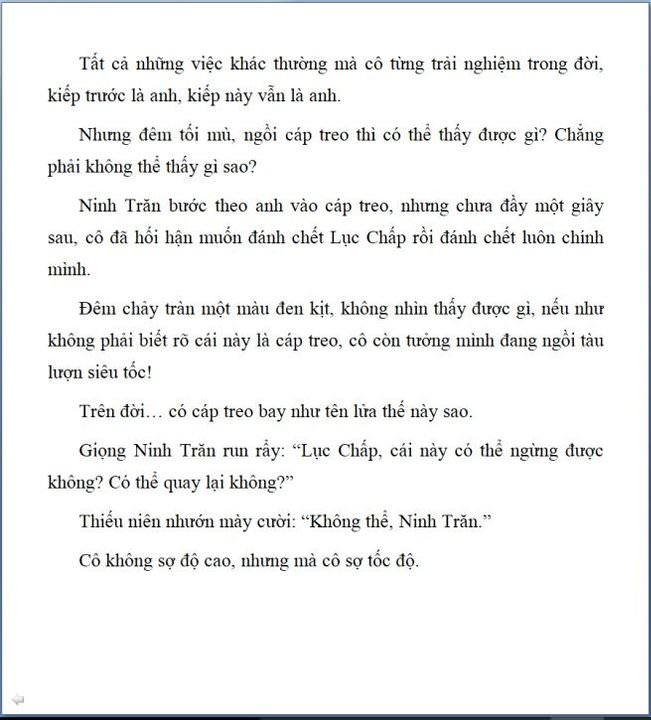 Tất cả những việc khác thường mà cô từng trải nghiệm trong đời,
kiếp trước là anh, kiếp này vẫn là anh.
Nhưng đêm tối mù, ngồi cáp treo thì có thể thấy được gì? Chẳng
phải không thể thấy gì sao?
Ninh Trăn bước theo anh vào cáp treo, nhưng chưa đầy một giây
sau, cô đã hối hận muốn đánh chết Lục Chấp rồi đánh chết luôn chính
mình.
Đêm chảy tràn một màu đen kịt, không nhìn thấy được gì, nếu như
không phải biết rõ cái này là cáp treo, cô còn tưởng mình đang ngồi tàu
lượn siêu tốc!
Trên đời… có cáp treo bay như tên lửa thế này sao.
Giọng Ninh Trăn run rẩy: “Lục Chấp, cái này có thể ngừng được
không? Có thể quay lại không?”
Thiếu niên nhướn mày cười: “Không thể, Ninh Trăn.”
Cô không sợ độ cao, nhưng mà cô sợ tốc độ.